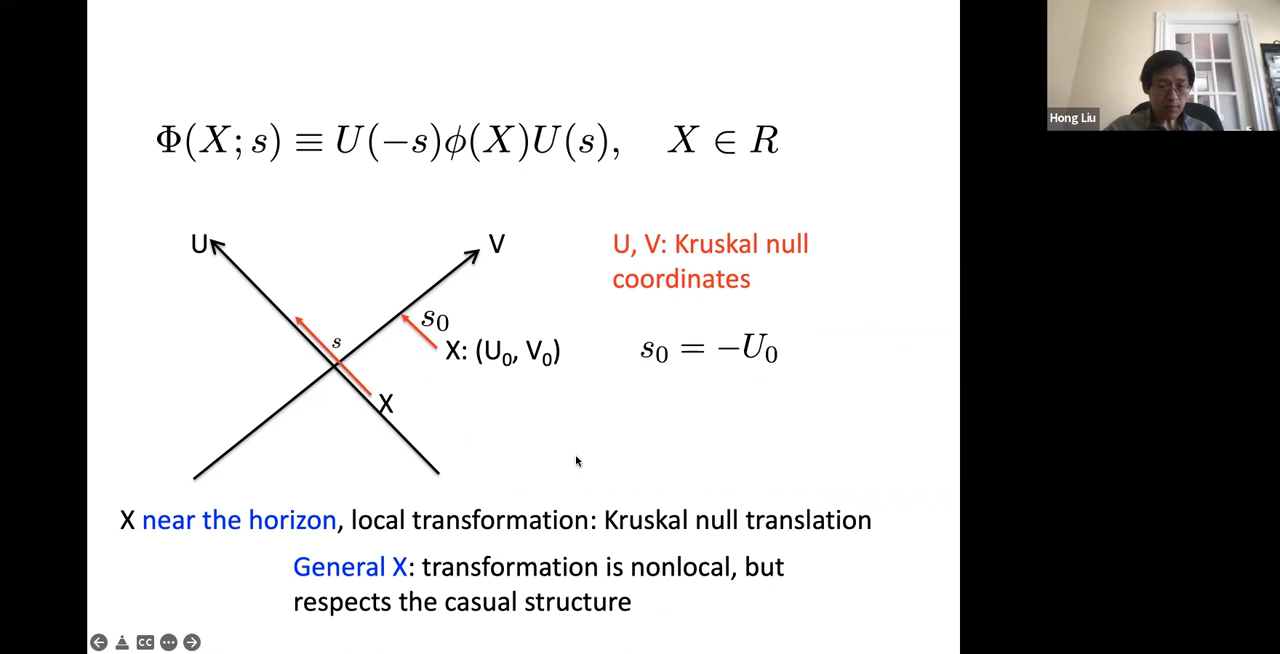 Hong Liu
Φ(X; s) ≡ U(−s)ϕ(X)U(s), X ∈ R
U
V
U, V: Kruskal null
coordinates
s₀
s
X: (U₀, V₀)
s₀ = −U₀
X
X near the horizon, local transformation: Kruskal null translation
General X: transformation is nonlocal, but
respects the casual structure
CC